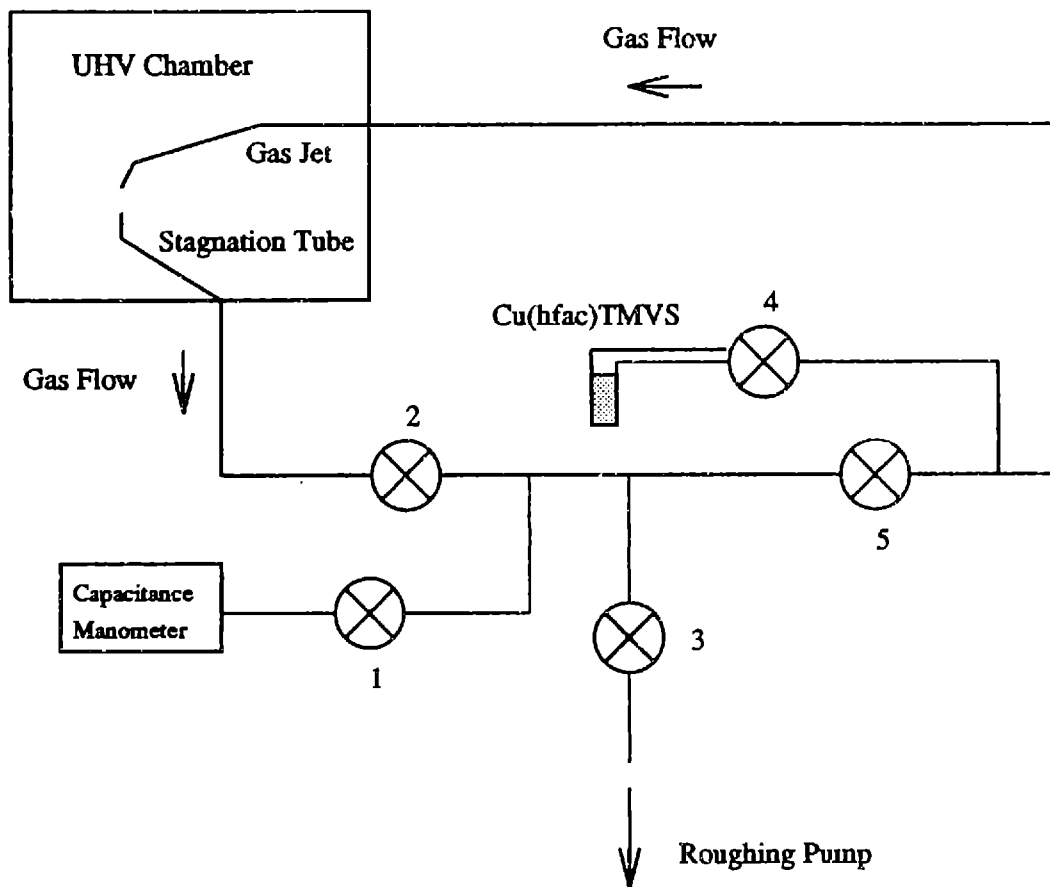 Gas Flow
UHV Chamber
Gas Jet
Stagnation Tube
Cu(hfac)TMVS
4
Gas Flow
2
5
Capacitance
Manometer
1
3
Roughing Pump